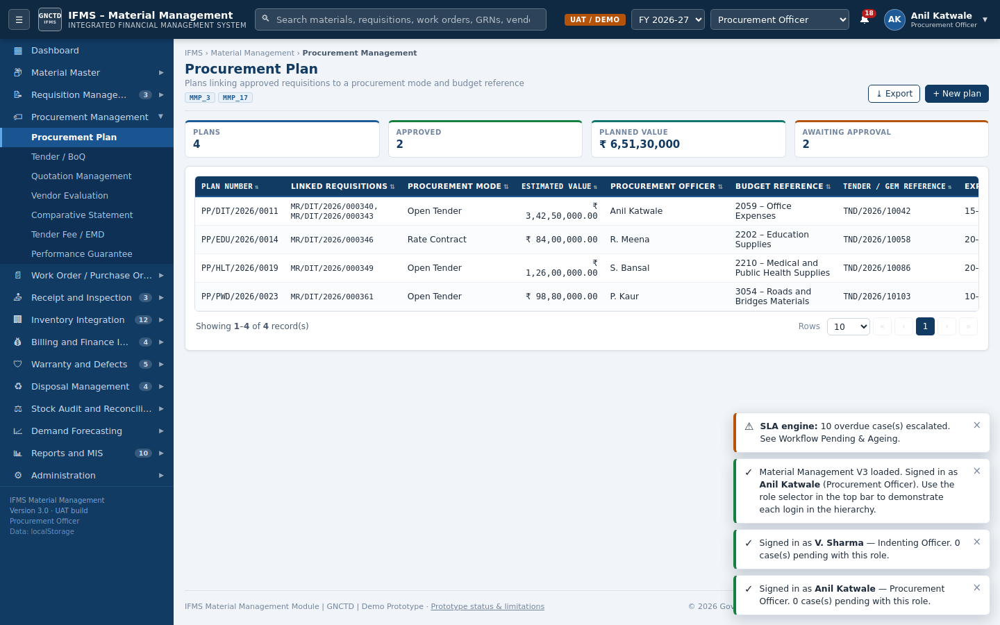 GNCTD
IFMS
IFMS – Material Management
INTEGRATED FINANCIAL MANAGEMENT SYSTEM
Search materials, requisitions, work orders, GRNs, vend
UAT / DEMO
FY 2026-27
Procurement Officer
18
AK
Anil Katwale
Procurement Officer
Dashboard
Material Master
Requisition Manage… 3
Procurement Management
Procurement Plan
Tender / BoQ
Quotation Management
Vendor Evaluation
Comparative Statement
Tender Fee / EMD
Performance Guarantee
Work Order / Purchase Or…
Receipt and Inspection 3
Inventory Integration 12
Billing and Finance I… 4
Warranty and Defects 5
Disposal Management 4
Stock Audit and Reconcili…
Demand Forecasting
Reports and MIS 10
Administration
IFMS Material Management
Version 3.0 · UAT build
Procurement Officer
Data: localStorage
IFMS › Material Management › Procurement Management
Procurement Plan
Plans linking approved requisitions to a procurement mode and budget reference
MMP_3 MMP_17
Export
+ New plan
PLANS
4
APPROVED
2
PLANNED VALUE
₹ 6,51,30,000
AWAITING APPROVAL
2
PLAN NUMBER LINKED REQUISITIONS PROCUREMENT MODE ESTIMATED VALUE PROCUREMENT OFFICER BUDGET REFERENCE TENDER / GEM REFERENCE EXP
PP/DIT/2026/0011 MR/DIT/2026/000340, MR/DIT/2026/000343 Open Tender ₹ 3,42,50,000.00 Anil Katwale 2059 – Office Expenses TND/2026/10042 15-
PP/EDU/2026/0014 MR/DIT/2026/000346 Rate Contract ₹ 84,00,000.00 R. Meena 2202 – Education Supplies TND/2026/10058 20-
PP/HLT/2026/0019 MR/DIT/2026/000349 Open Tender ₹ 1,26,00,000.00 S. Bansal 2210 – Medical and Public Health Supplies TND/2026/10086 20-
PP/PWD/2026/0023 MR/DIT/2026/000361 Open Tender ₹ 98,80,000.00 P. Kaur 3054 – Roads and Bridges Materials TND/2026/10103 10-
Showing 1–4 of 4 record(s)
Rows 10 « ‹ 1 › »
SLA engine: 10 overdue case(s) escalated.
See Workflow Pending & Ageing.
Material Management V3 loaded. Signed in as
Anil Katwale (Procurement Officer). Use the
role selector in the top bar to demonstrate
each login in the hierarchy.
Signed in as V. Sharma — Indenting Officer. 0
case(s) pending with this role.
Signed in as Anil Katwale — Procurement
Officer. 0 case(s) pending with this role.
IFMS Material Management Module | GNCTD | Demo Prototype · Prototype status & limitations
© 2026 Gov